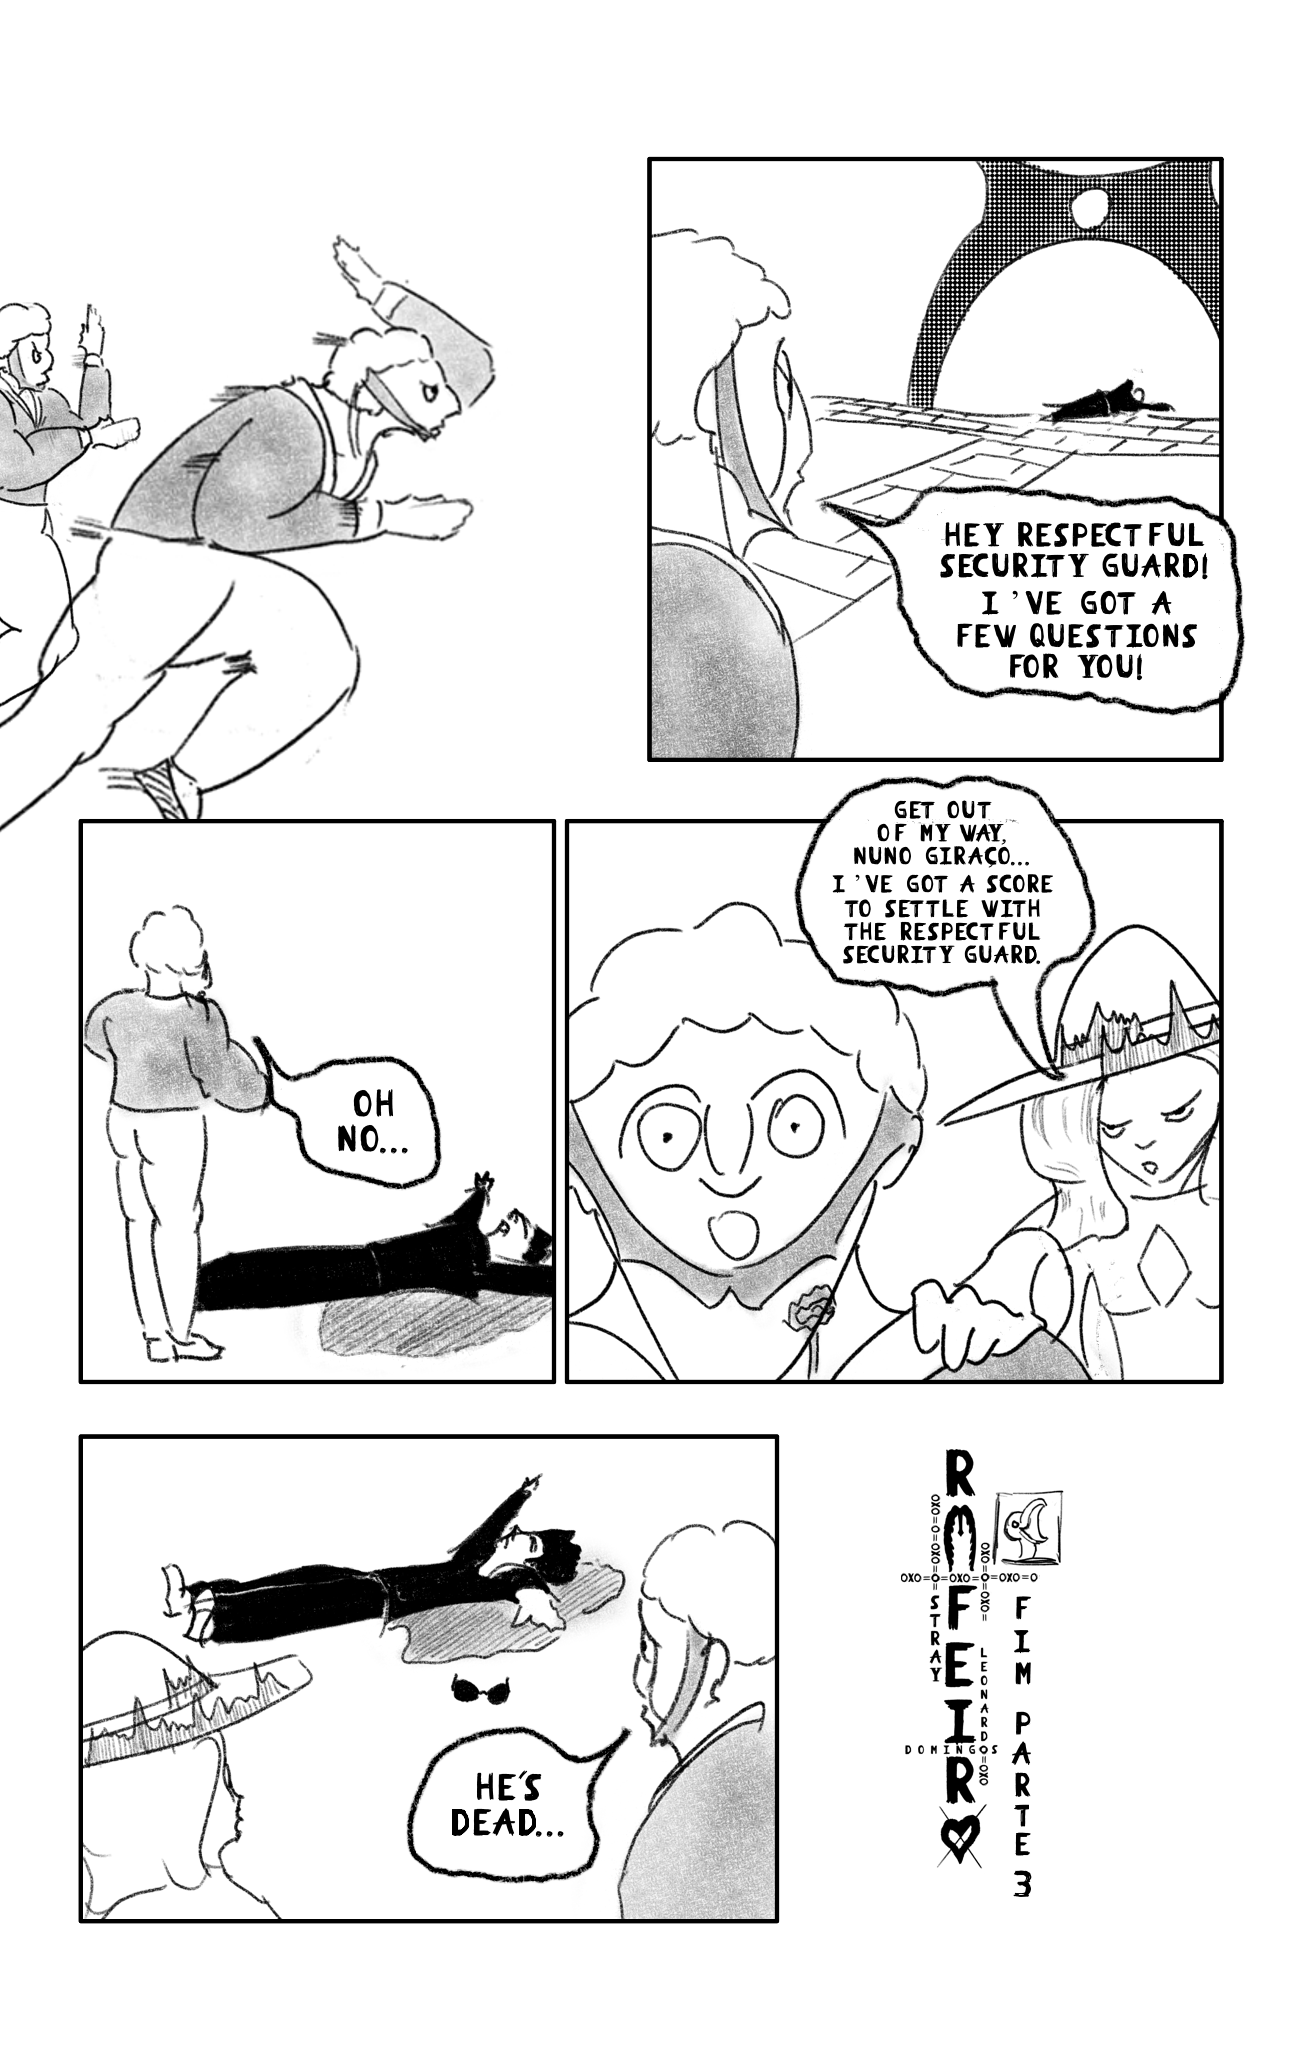 HEY RESPECTFUL
SECURITY GUARD!
I'VE GOT A
FEW QUESTIONS
FOR YOU!
OH
NO...
GET OUT
OF MY WAY,
NUNO GIRAÇO...
I'VE GOT A SCORE
TO SETTLE WITH
THE RESPECTFUL
SECURITY GUARD.
HE'S
DEAD...
STRAY
LEONARDO
DOMINGOS
FIM PARTE 3